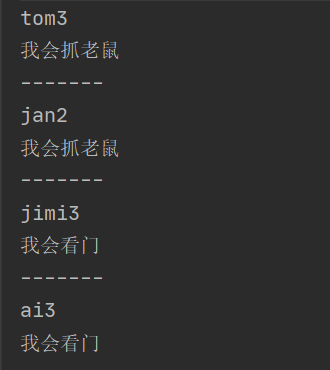 tom3
我会抓老鼠
-------
jan2
我会抓老鼠
-------
jimi3
我会看门
-------
ai3
我会看门